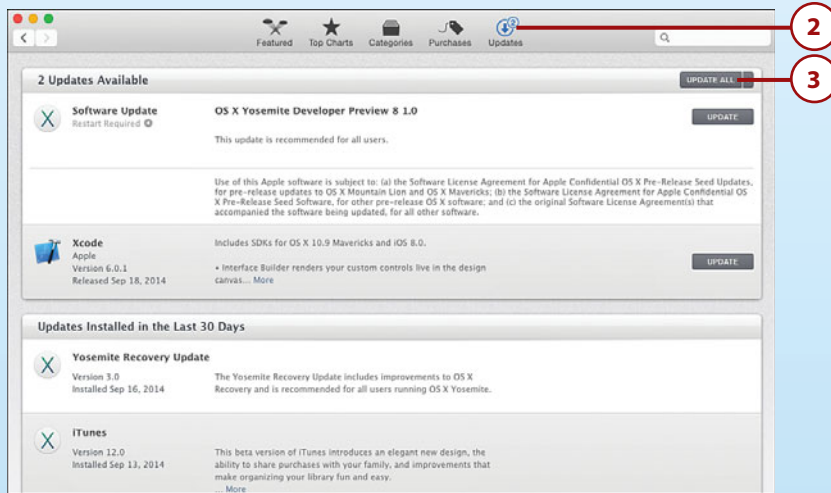 2
Featured
Top Charts
Categories
Purchases
Updates
2
3
2 Updates Available
UPDATE ALL
Software Update
Restart Required
OS X Yosemite Developer Preview 8 1.0
UPDATE
This update is recommended for all users.
Use of this Apple software is subject to: (a) the Software License Agreement for Apple Confidential OS X Pre-Release Seed Updates,
for pre-release updates to OS X Mountain Lion and OS X Mavericks; (b) the Software License Agreement for Apple Confidential OS
X Pre-Release Seed Software, for other pre-release OS X software; and (c) the original Software License Agreement(s) that
accompanied the software being updated, for all other software.
Xcode
Apple
Version 6.0.1
Released Sep 18, 2014
Includes SDKs for OS X 10.9 Mavericks and iOS 8.0.
• Interface Builder renders your custom controls live in the design
canvas... More
UPDATE
Updates Installed in the Last 30 Days
Yosemite Recovery Update
Version 3.0
Installed Sep 16, 2014
The Yosemite Recovery Update includes improvements to OS X
Recovery and is recommended for all users running OS X Yosemite.
iTunes
Version 12.0
Installed Sep 13, 2014
This beta version of iTunes introduces an elegant new design, the
ability to share purchases with your family, and improvements that
make organizing your library fun and easy.
... More